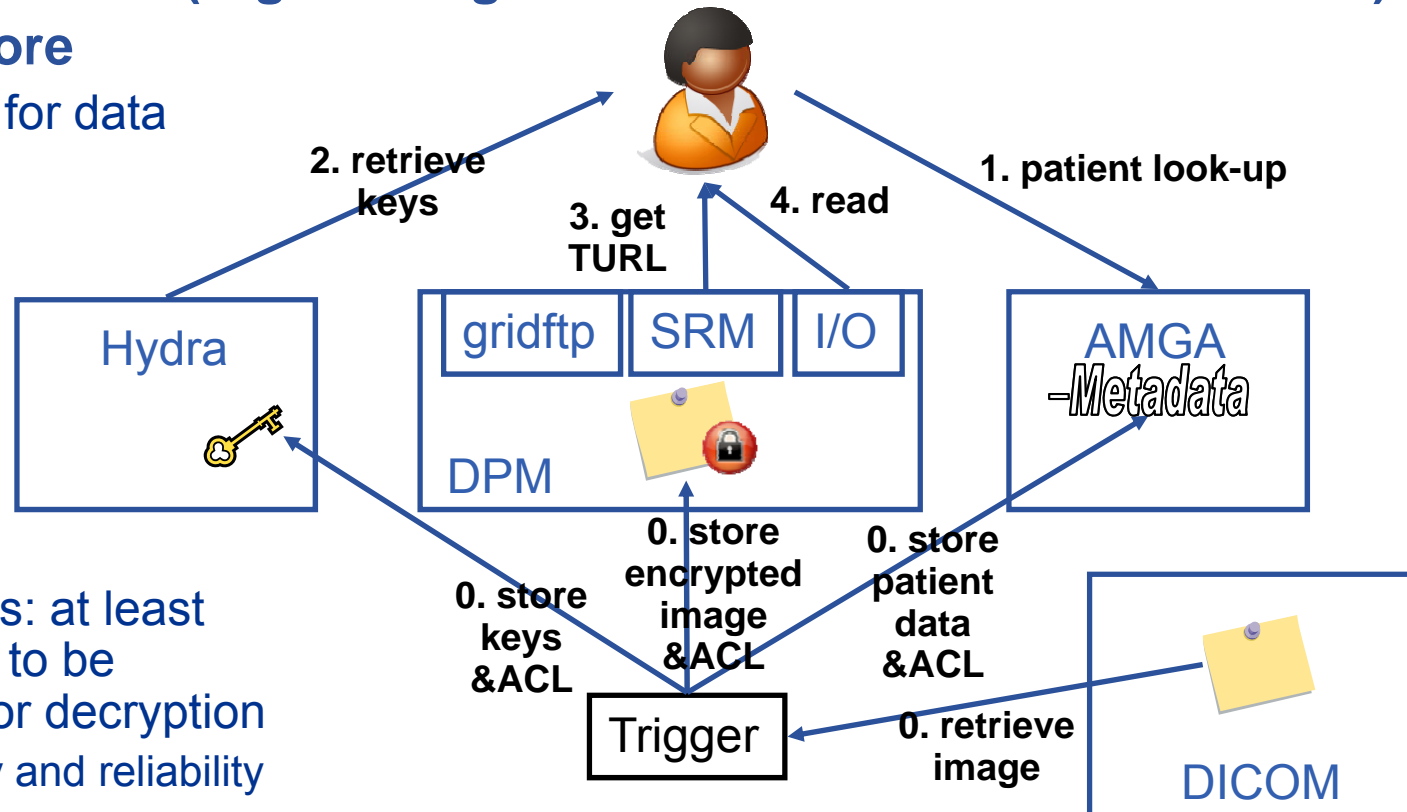 ore
for data
2. retrieve
keys
1. patient look-up
3. get
TURL
4. read
Hydra
gridftp
SRM
I/O
AMGA
–Metadata
DPM
0. store
keys
&ACL
0. store
encrypted
image
&ACL
0. store
patient
data
&ACL
s: at least
to be
or decryption
y and reliability
Trigger
0. retrieve
image
DICOM